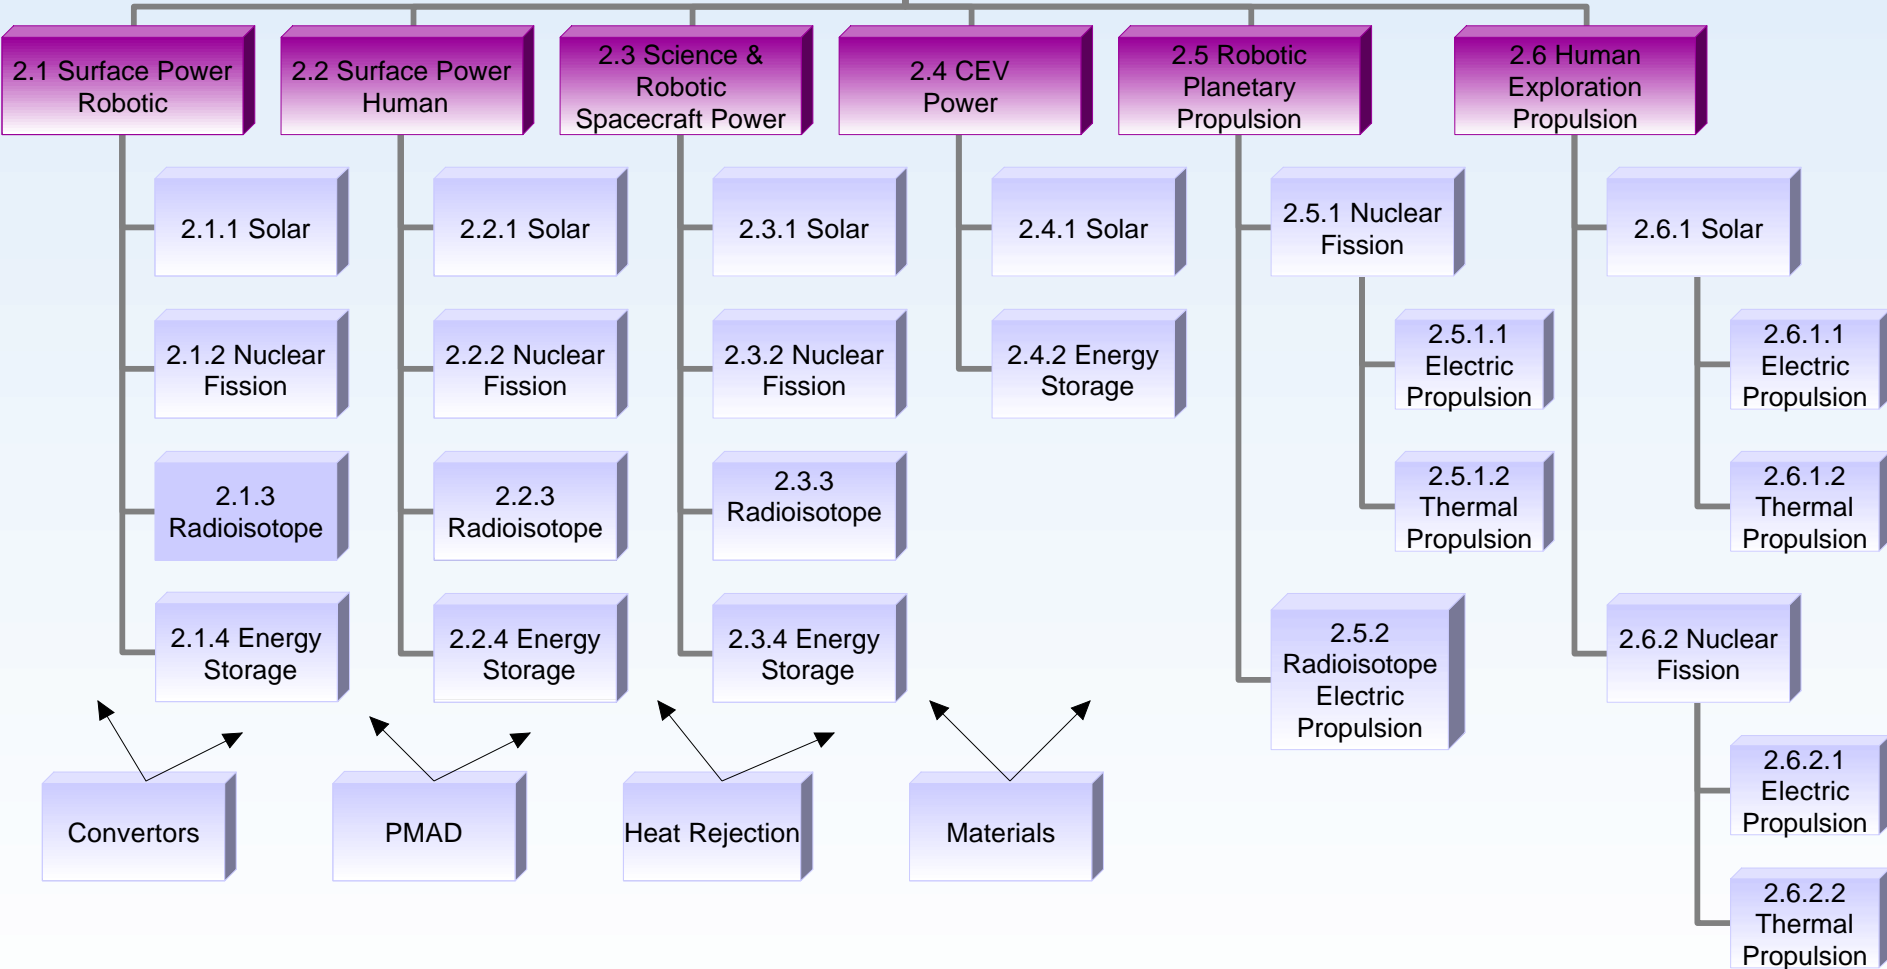 2.1 Surface Power
Robotic
2.2 Surface Power
Human
2.3 Science &
Robotic
Spacecraft Power
2.4 CEV
Power
2.5 Robotic
Planetary
Propulsion
2.6 Human
Exploration
Propulsion
2.1.1 Solar
2.1.2 Nuclear
Fission
2.1.3
Radioisotope
2.1.4 Energy
Storage
2.2.1 Solar
2.2.2 Nuclear
Fission
2.2.3
Radioisotope
2.2.4 Energy
Storage
2.3.1 Solar
2.3.2 Nuclear
Fission
2.3.3
Radioisotope
2.3.4 Energy
Storage
2.4.1 Solar
2.4.2 Energy
Storage
2.5.1 Nuclear
Fission
2.5.1.1
Electric
Propulsion
2.5.1.2
Thermal
Propulsion
2.5.2
Radioisotope
Electric
Propulsion
2.6.1 Solar
2.6.1.1
Electric
Propulsion
2.6.1.2
Thermal
Propulsion
2.6.2 Nuclear
Fission
2.6.2.1
Electric
Propulsion
2.6.2.2
Thermal
Propulsion
Convertors
PMAD
Heat Rejection
Materials